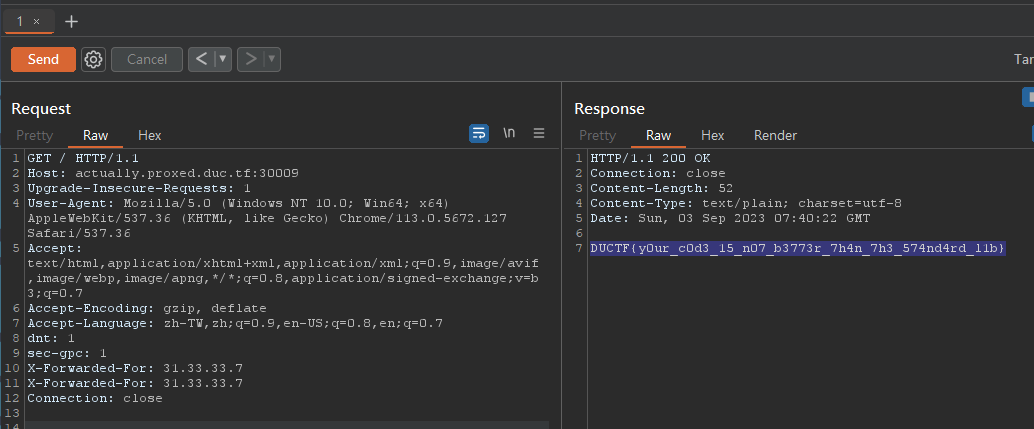 1 × +
Send Cancel < ▾ > ▾ Tar
Request
Pretty Raw Hex \n
1 GET / HTTP/1.1
2 Host: actually.proxed.duc.tf:30009
3 Upgrade-Insecure-Requests: 1
4 User-Agent: Mozilla/5.0 (Windows NT 10.0; Win64; x64)
AppleWebKit/537.36 (KHTML, like Gecko) Chrome/113.0.5672.127
Safari/537.36
5 Accept:
text/html,application/xhtml+xml,application/xml;q=0.9,image/avif
,image/webp,image/apng,*/*;q=0.8,application/signed-exchange;v=b
3;q=0.7
6 Accept-Encoding: gzip, deflate
7 Accept-Language: zh-TW,zh;q=0.9,en-US;q=0.8,en;q=0.7
8 dnt: 1
9 sec-gpc: 1
10 X-Forwarded-For: 31.33.33.7
11 X-Forwarded-For: 31.33.33.7
12 Connection: close
13
14
Response
Pretty Raw Hex Render
1 HTTP/1.1 200 OK
2 Connection: close
3 Content-Length: 52
4 Content-Type: text/plain; charset=utf-8
5 Date: Sun, 03 Sep 2023 07:40:22 GMT
6
7 DUCTF{y0ur_c0d3_15_n07_b3773r_7h4n_7h3_574nd4rd_l1b}